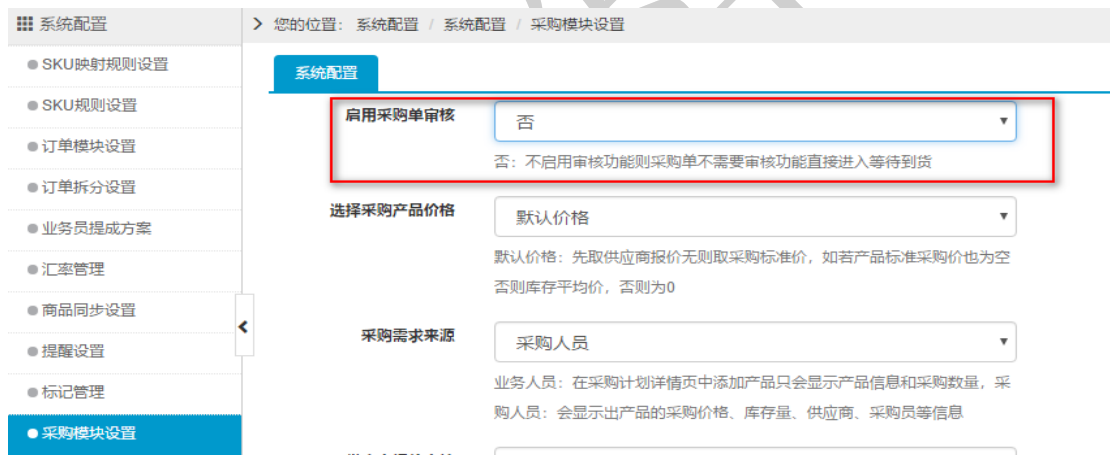 系统配置
您的位置： 系统配置 / 系统配置 / 采购模块设置
SKU映射规则设置
SKU规则设置
订单模块设置
订单拆分设置
业务员提成方案
汇率管理
商品同步设置
提醒设置
标记管理
采购模块设置
系统配置
启用采购单审核
否
否：不启用审核功能则采购单不需要审核功能直接进入等待到货
选择采购产品价格
默认价格
默认价格：先取供应商报价无则取采购标准价，如若产品标准采购价也为空
否则库存平均价，否则为0
采购需求来源
采购人员
业务人员：在采购计划详情页中添加产品只会显示产品信息和采购数量，采
购人员：会显示出产品的采购价格、库存量、供应商、采购员等信息